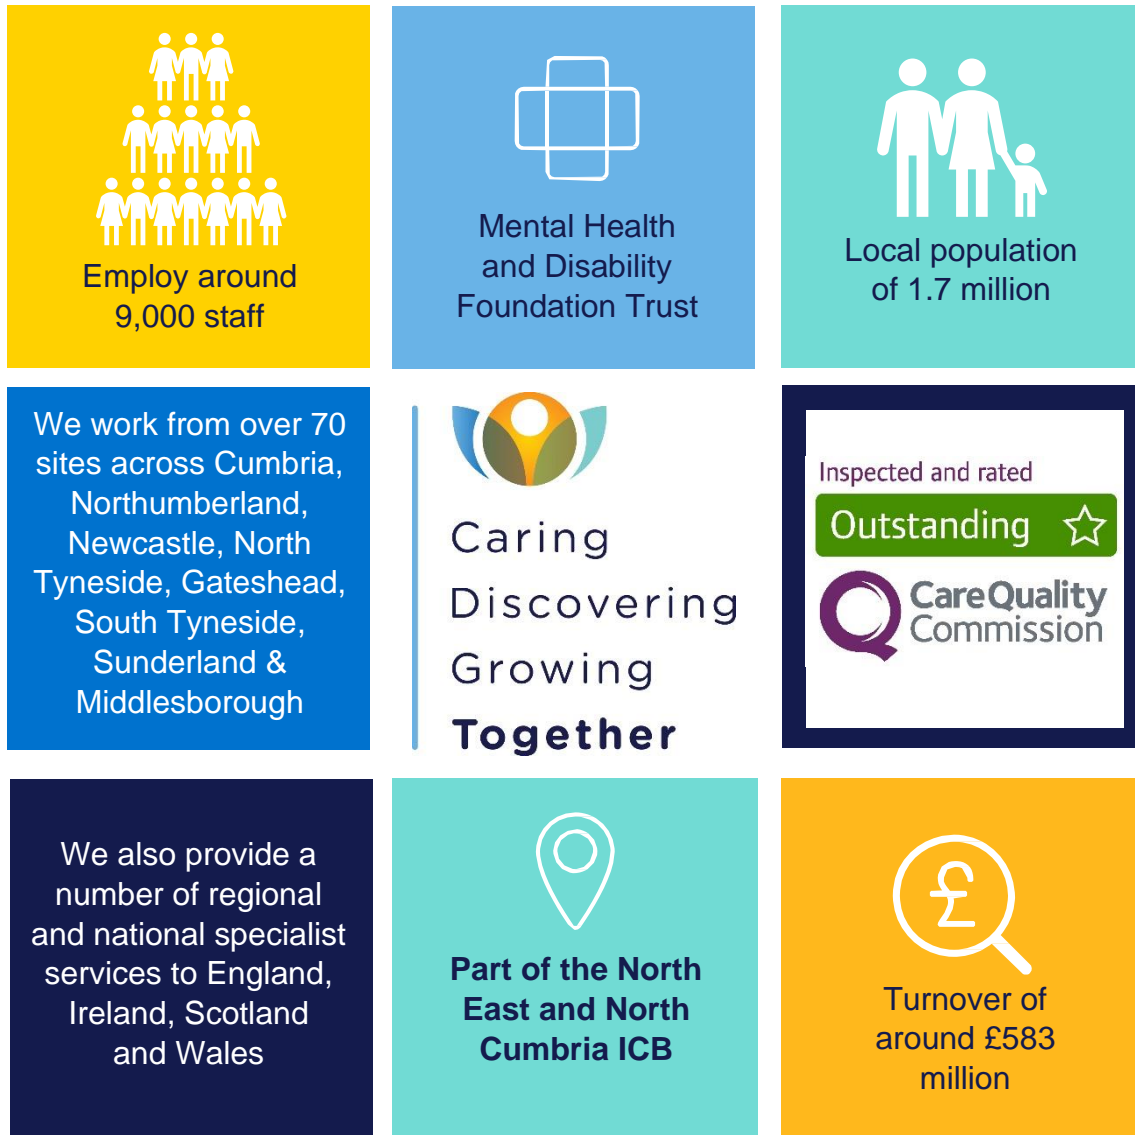 Employ around
9,000 staff
Mental Health
and Disability
Foundation Trust
Local population
of 1.7 million
We work from over 70
sites across Cumbria,
Northumberland,
Newcastle, North
Tyneside, Gateshead,
South Tyneside,
Sunderland &
Middlesborough
Caring
Discovering
Growing
Together
Inspected and rated
Outstanding
CareQuality
Commission
We also provide a
number of regional
and national specialist
services to England,
Ireland, Scotland
and Wales
Part of the North
East and North
Cumbria ICB
£
Turnover of
around £583
million